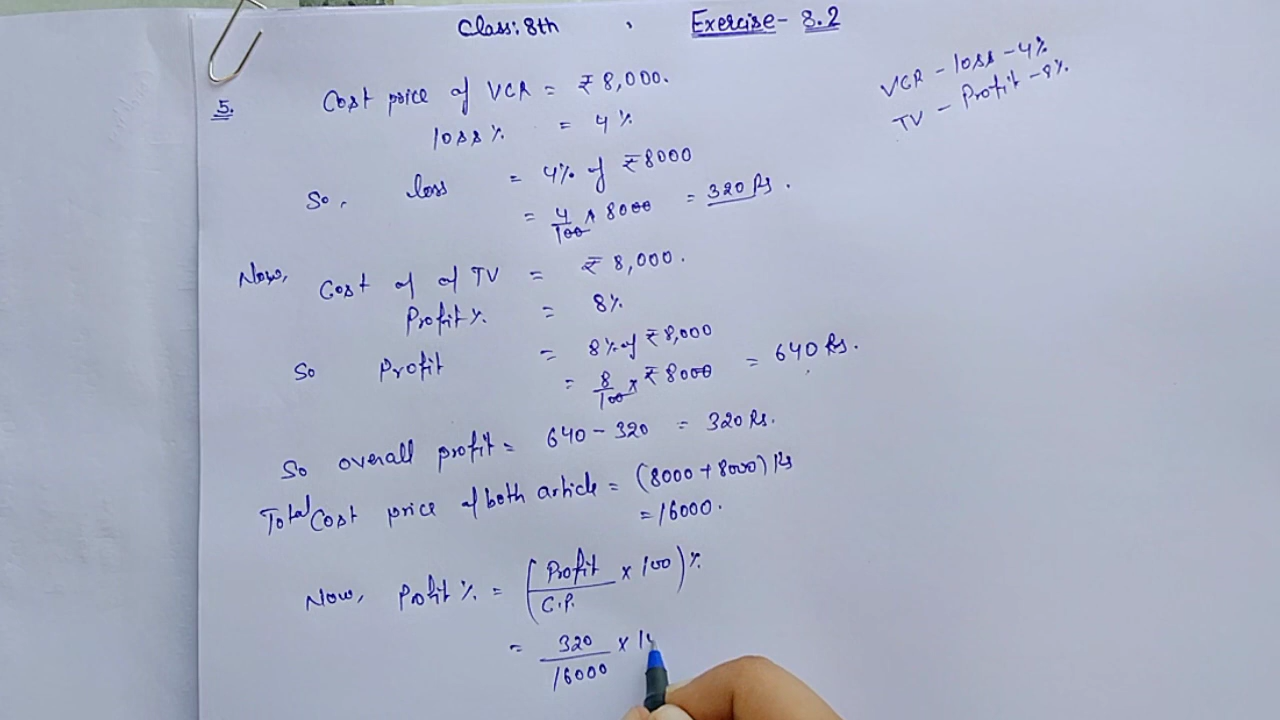 Class: 8th , Exercise - 8.2
VCR - loss - 4%
TV - Profit - 8%
5. Cost price of VCR = ₹ 8,000.
loss % = 4 %
So, loss = 4% of ₹ 8000
= 4/100 × 8000 = 320 Rs.
Now, Cost of of TV = ₹ 8,000.
Profit % = 8%
So Profit = 8% of ₹ 8,000
= 8/100 × ₹ 8000 = 640 Rs.
So overall profit = 640 - 320 = 320 Rs.
Total Cost price of both article = (8000 + 8000) Rs
= 16000.
Now, Profit % = (Profit/C.P. × 100) %
= 320/16000 × 1